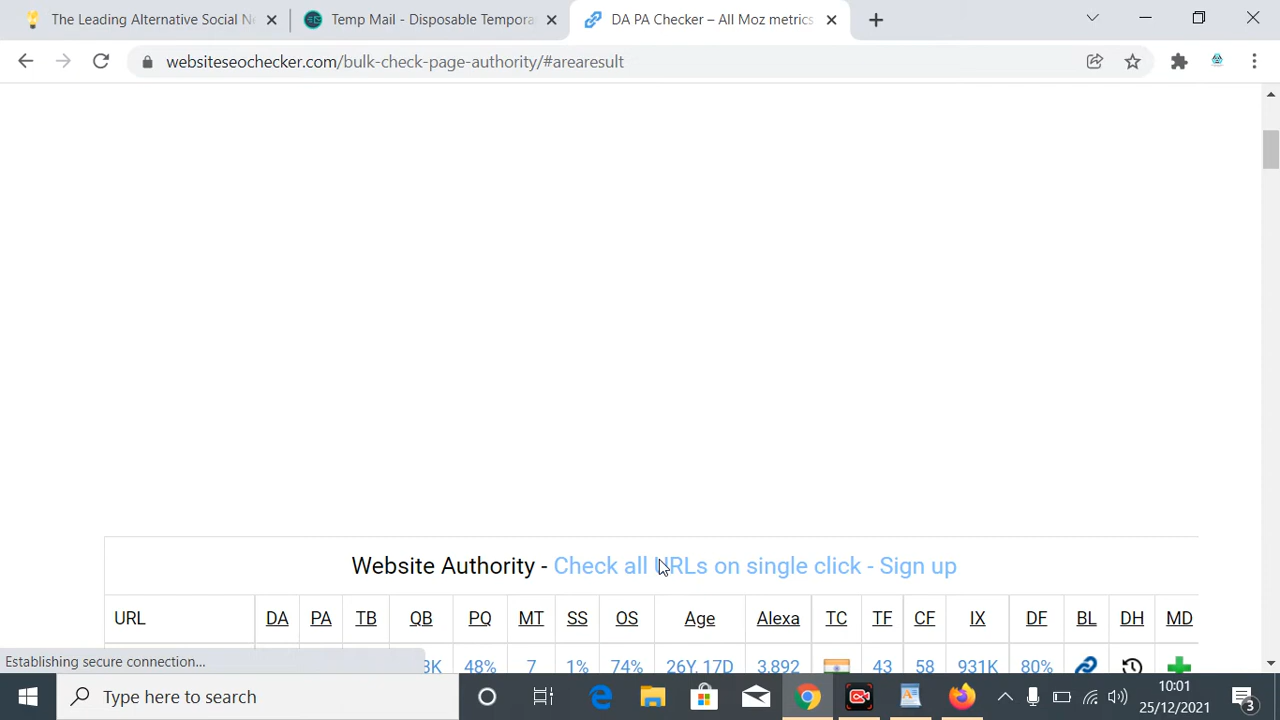 The Leading Alternative Social Ne
Temp Mail - Disposable Tempora
DA PA Checker – All Moz metrics
websiteseochecker.com/bulk-check-page-authority/#arearesult
Website Authority - Check all URLs on single click - Sign up
URL DA PA TB QB PQ MT SS OS Age Alexa TC TF CF IX DF BL DH MD
3K 48% 7 1% 74% 26Y, 17D 3,892 43 58 931K 80%
Establishing secure connection...
Type here to search
10:01
25/12/2021
3